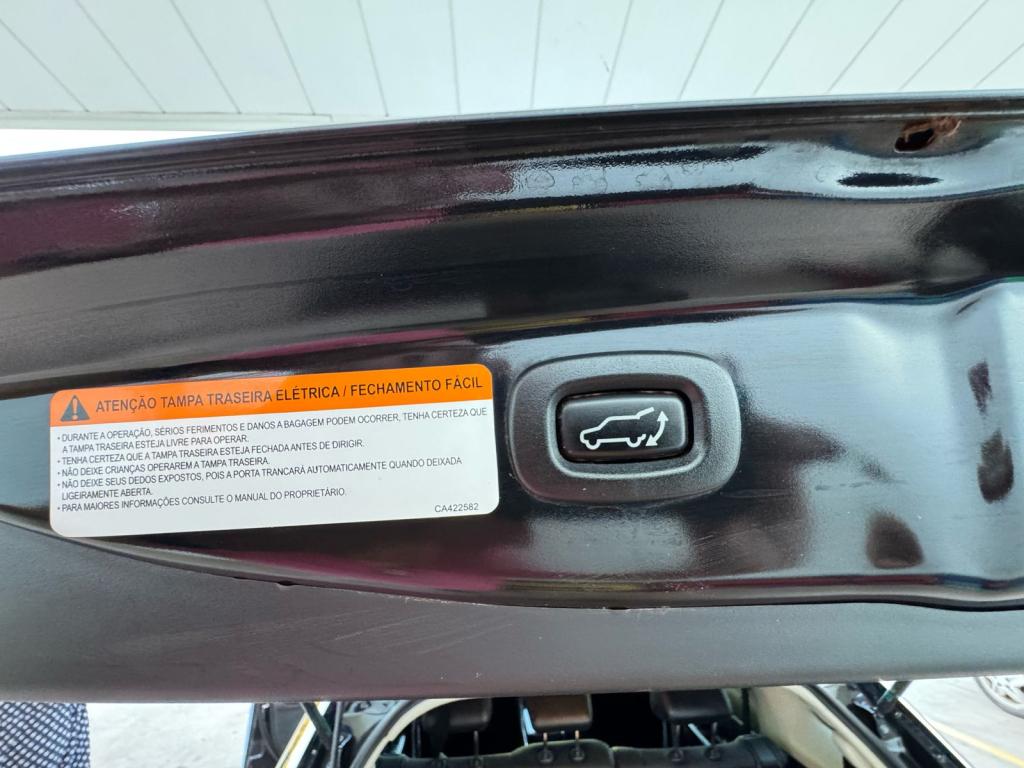 ATENÇÃO TAMPA TRASEIRA ELÉTRICA / FECHAMENTO FÁCIL
• DURANTE A OPERAÇÃO, SÉRIOS FERIMENTOS E DANOS A BAGAGEM PODEM OCORRER, TENHA CERTEZA QUE
A TAMPA TRASEIRA ESTEJA LIVRE PARA OPERAR.
• TENHA CERTEZA QUE A TAMPA TRASEIRA ESTEJA FECHADA ANTES DE DIRIGIR.
• NÃO DEIXE CRIANÇAS OPERAREM A TAMPA TRASEIRA.
• NÃO DEIXE SEUS DEDOS EXPOSTOS, POIS A PORTA TRANCARÁ AUTOMATICAMENTE QUANDO DEIXADA
LIGEIRAMENTE ABERTA.
• PARA MAIORES INFORMAÇÕES CONSULTE O MANUAL DO PROPRIETÁRIO.
CA422582